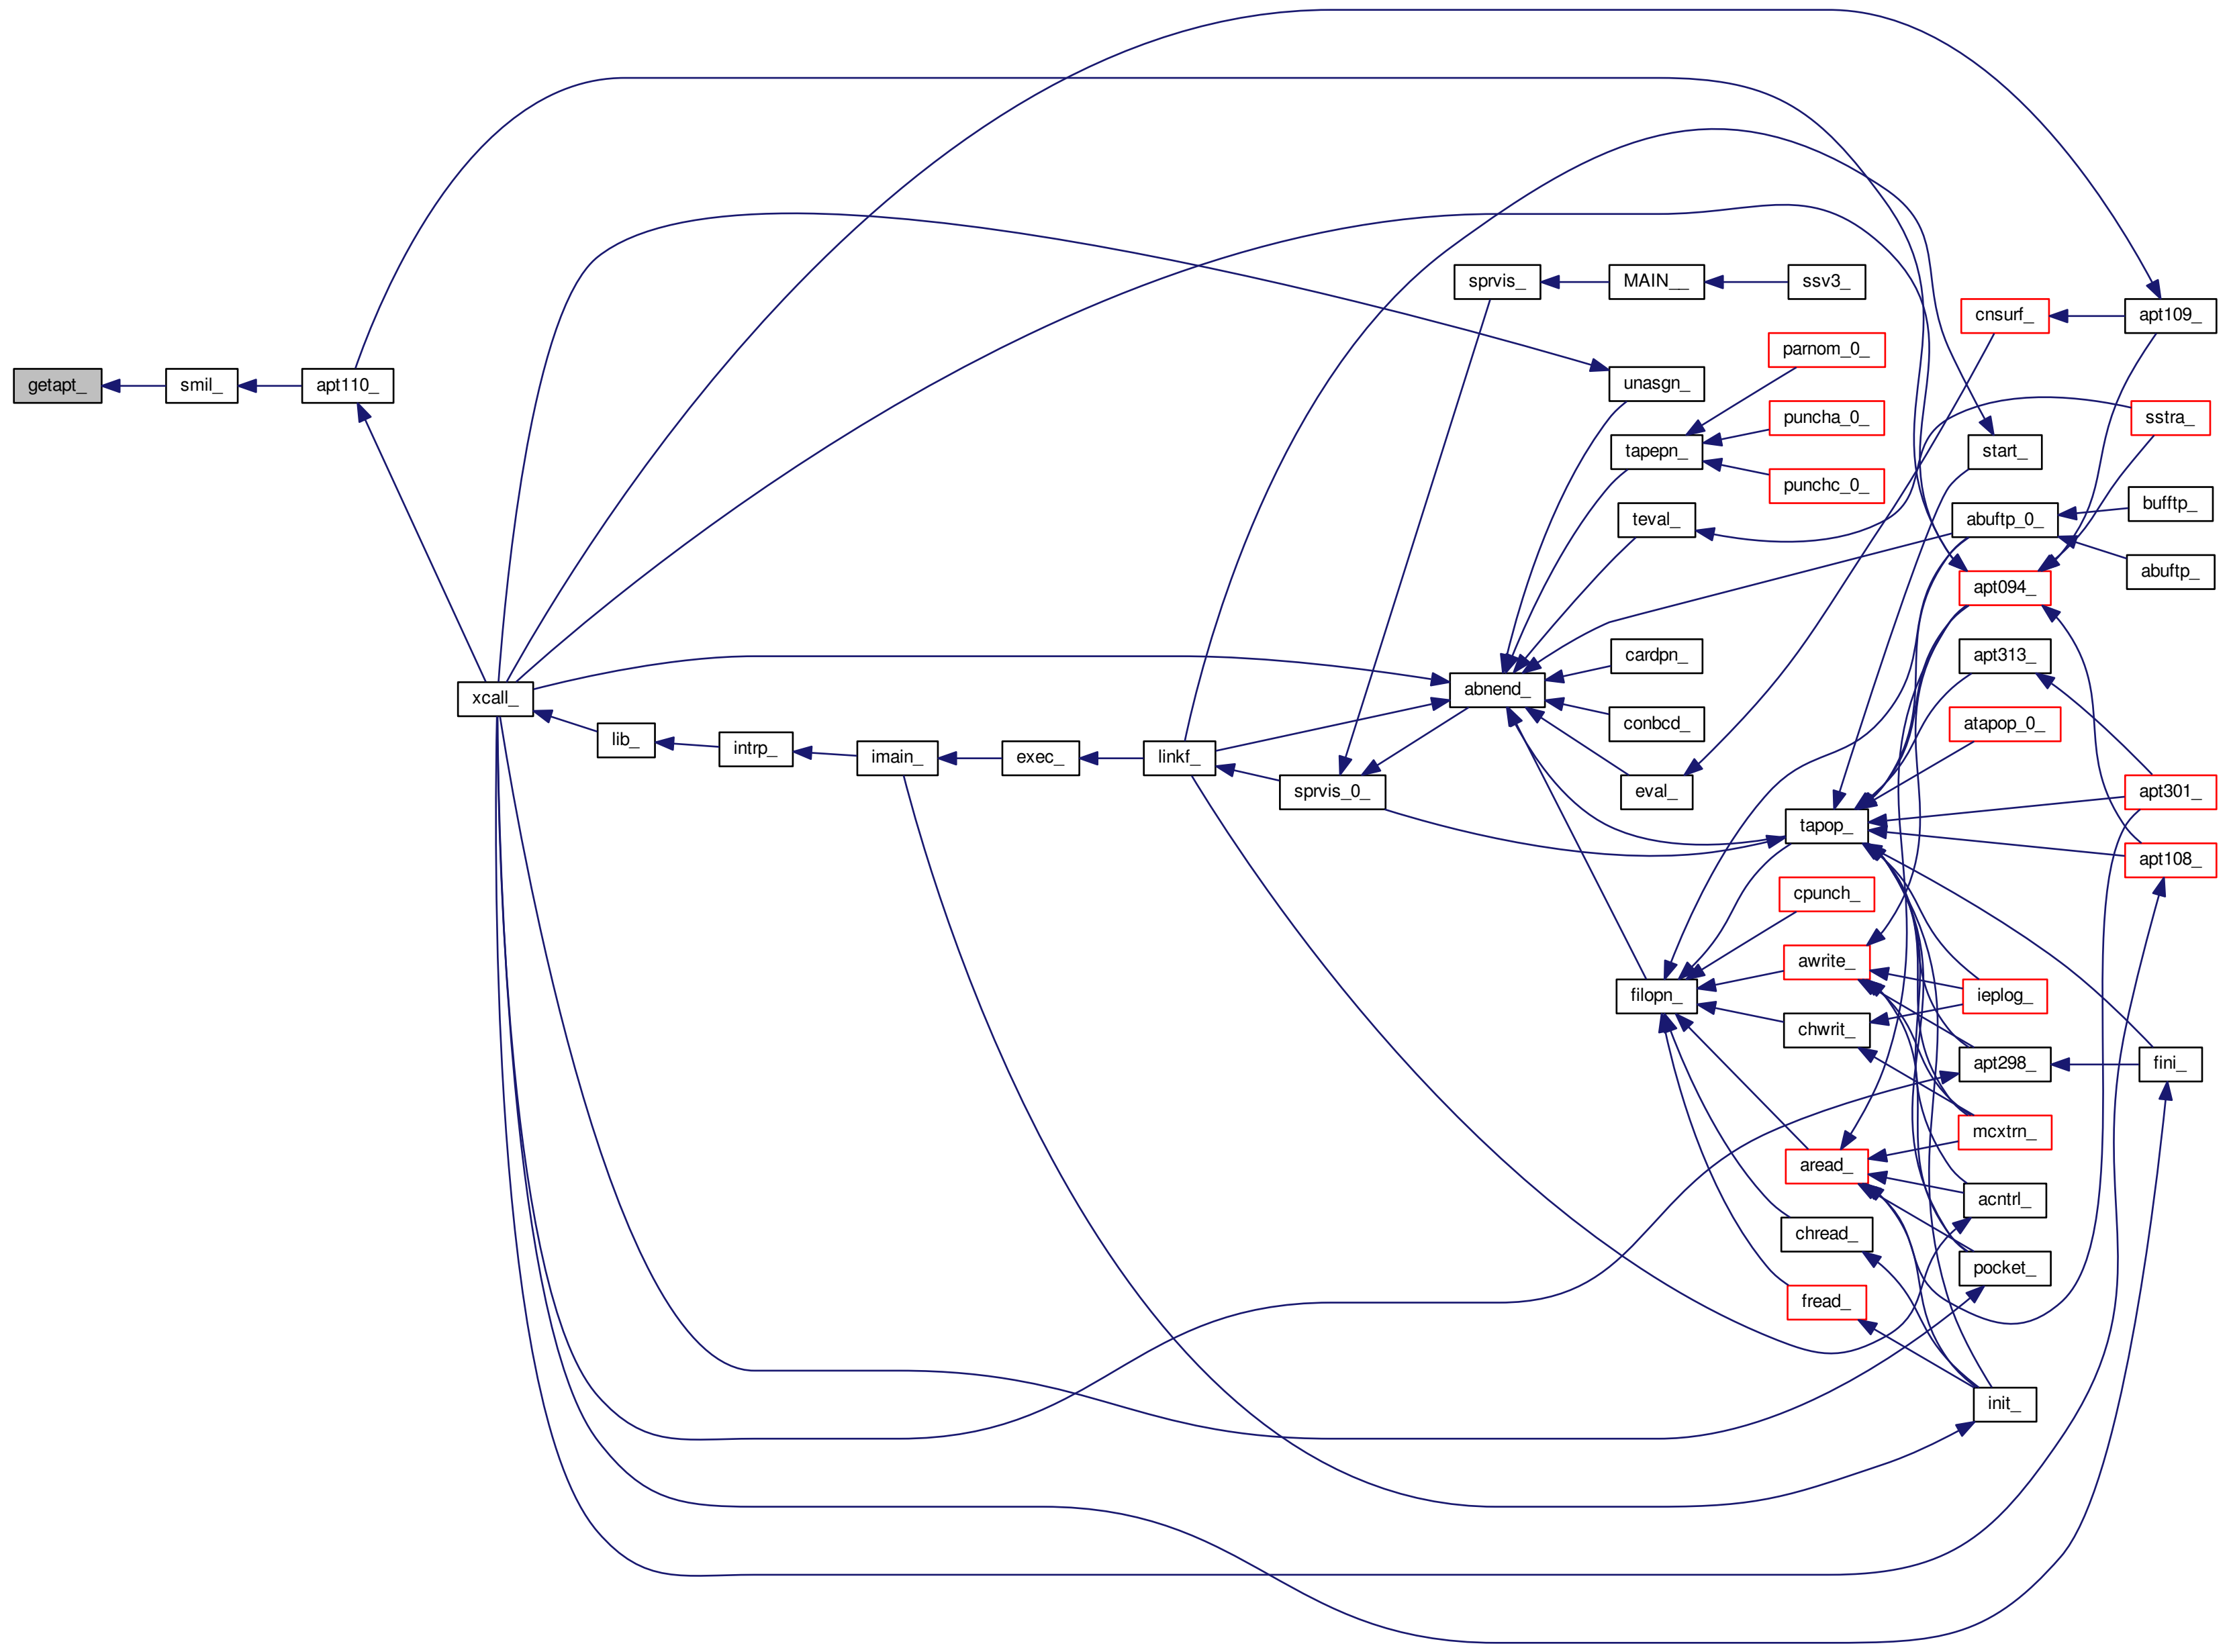 getapt_
smil_
apt110_
xcall_
lib_
intrp_
imain_
exec_
linkf_
sprvis_0_
sprvis_
MAIN__
ssv3_
abnend_
unasgn_
tapepn_
parnom_0_
puncha_0_
punchc_0_
teval_
cardpn_
conbcd_
eval_
filopn_
tapop_
cpunch_
awrite_
chwrit_
aread_
chread_
fread_
cnsurf_
start_
abuftp_0_
apt094_
apt313_
atapop_0_
ieplog_
apt298_
mcxtrn_
acntrl_
pocket_
init_
apt109_
sstra_
bufftp_
abuftp_
apt301_
apt108_
fini_